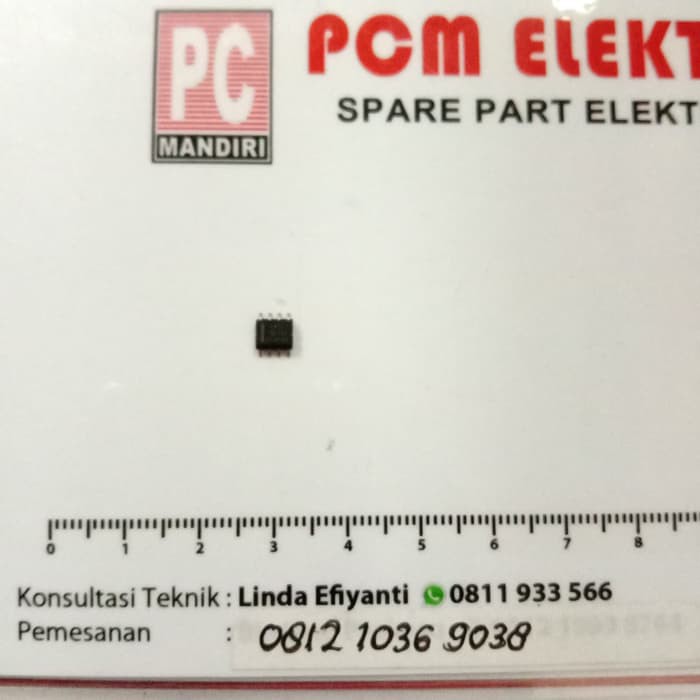 PC
MANDIRI
PCM ELEKT
SPARE PART ELEKT
0 1 2 3 4 5 6 7 8
Konsultasi Teknik : Linda Efiyanti 0811 933 566
Pemesanan : 0812 1036 9038